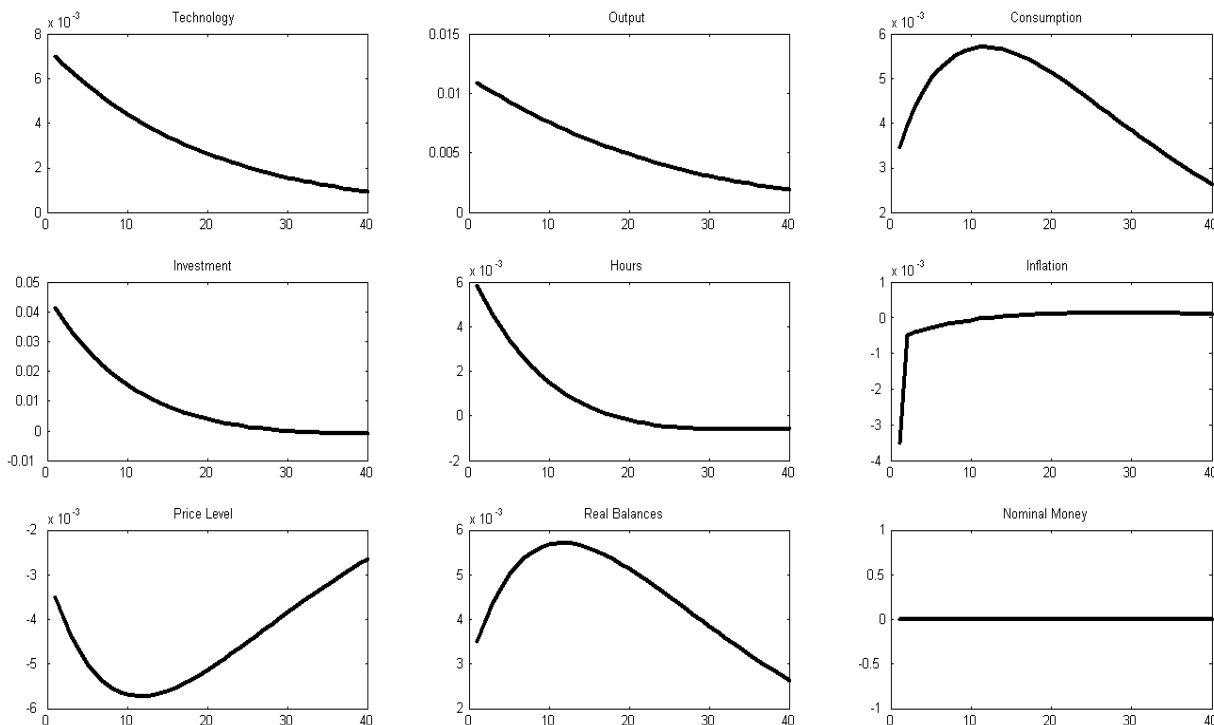 Technology
x 10^-3
8
6
4
2
0
0 10 20 30 40
Output
0.015
0.01
0.005
0
0 10 20 30 40
Consumption
x 10^-3
6
5
4
3
2
0 10 20 30 40
Investment
0.05
0.04
0.03
0.02
0.01
0
-0.01
0 10 20 30 40
Hours
x 10^-3
6
4
2
0
-2
0 10 20 30 40
Inflation
x 10^-3
1
0
-1
-2
-3
-4
0 10 20 30 40
Price Level
x 10^-3
-2
-3
-4
-5
-6
0 10 20 30 40
Real Balances
x 10^-3
6
5
4
3
2
0 10 20 30 40
Nominal Money
1
0.5
0
-0.5
-1
0 10 20 30 40